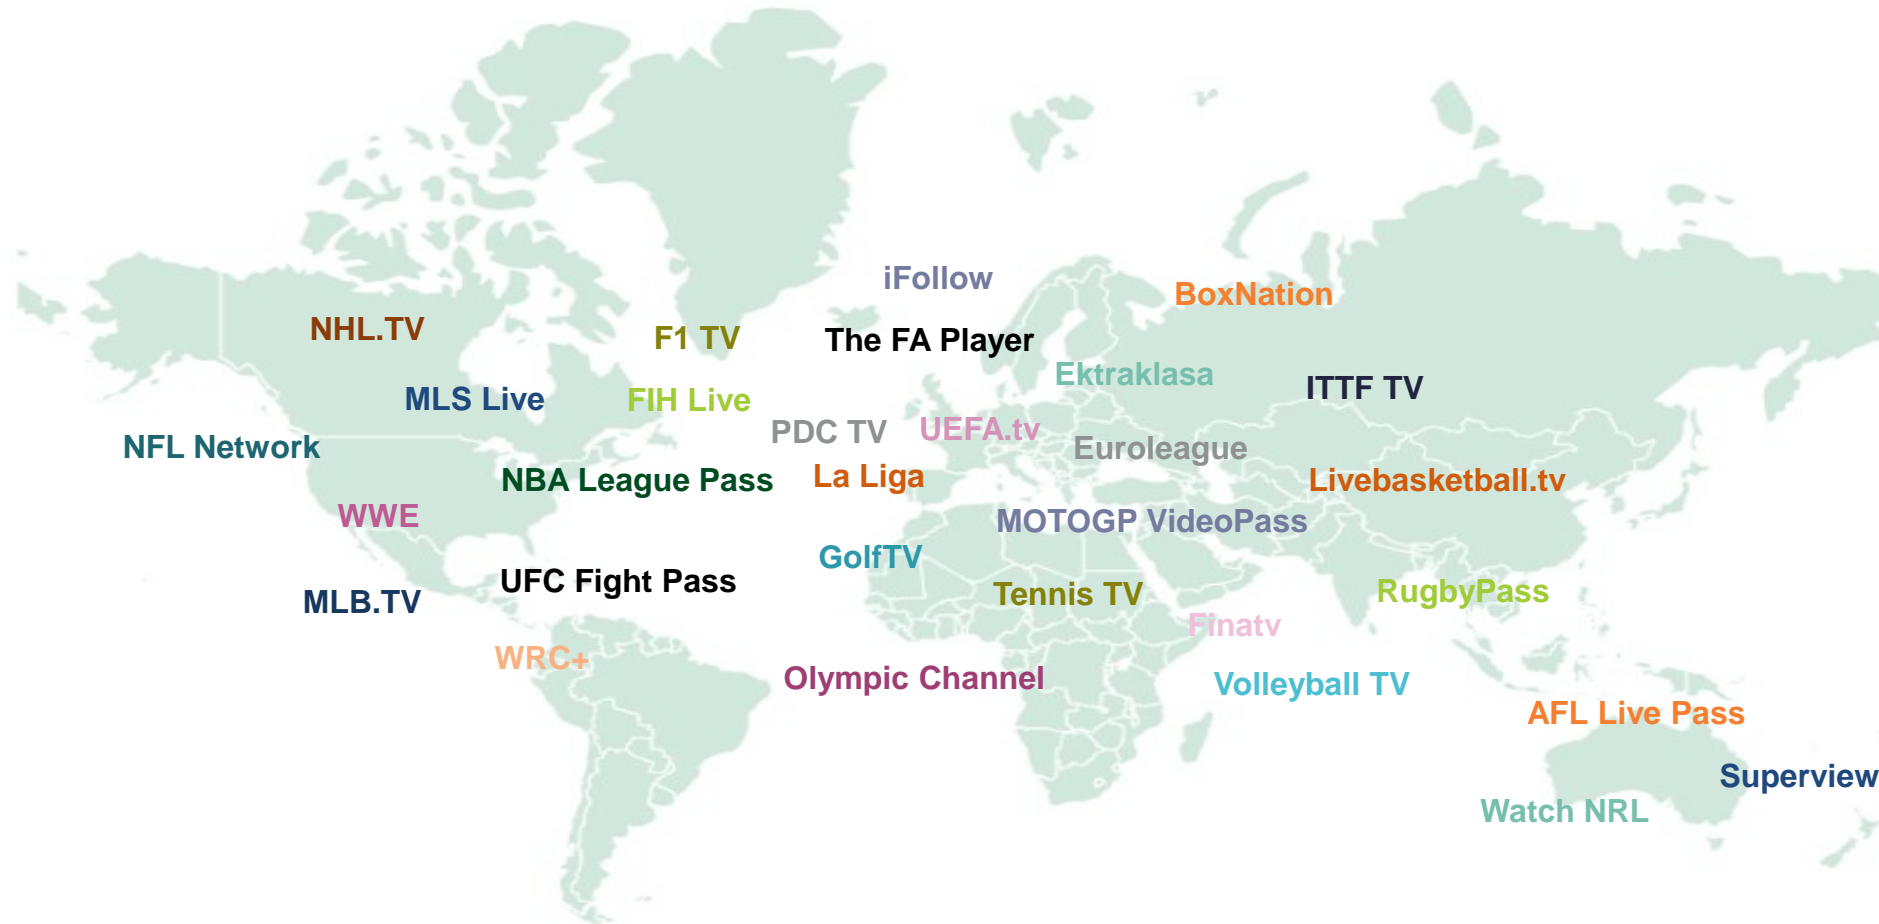 iFollow
BoxNation
NHL.TV
F1 TV
The FA Player
Ektraklasa
ITTF TV
MLS Live
FIH Live
PDC TV
UEFA.tv
NFL Network
Euroleague
NBA League Pass
La Liga
Livebasketball.tv
WWE
MOTOGP VideoPass
GolfTV
UFC Fight Pass
MLB.TV
Tennis TV
RugbyPass
Finatv
WRC+
Olympic Channel
Volleyball TV
AFL Live Pass
Superview
Watch NRL